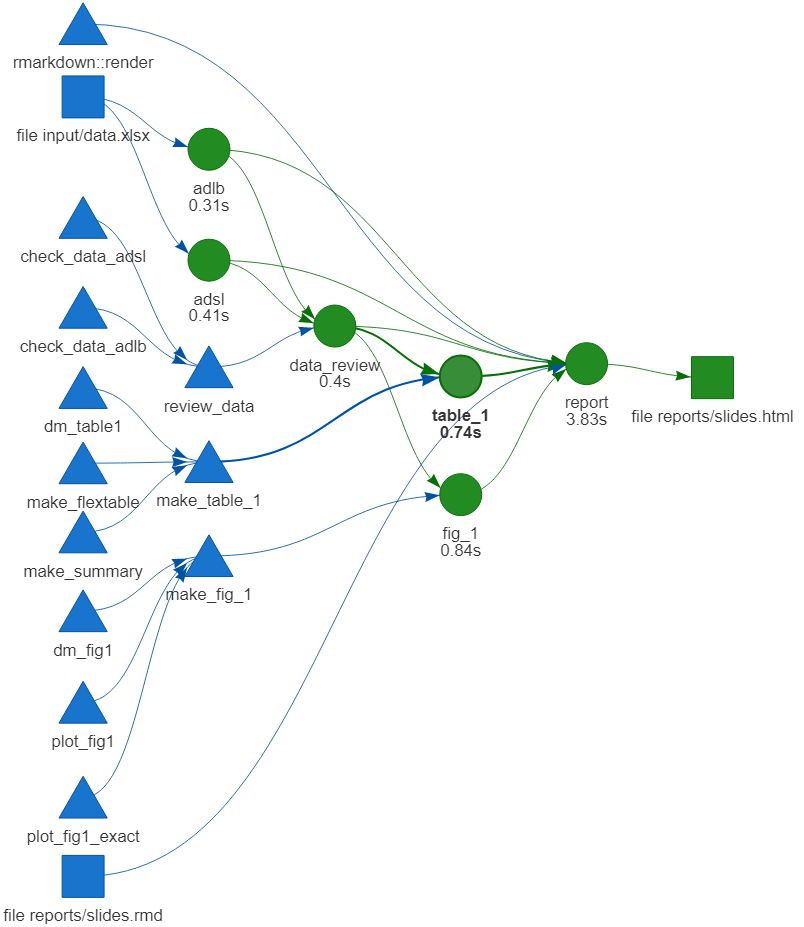 rmarkdown::render
file input/data.xlsx
adlb
0.31s
check_data_adsl
adsl
0.41s
check_data_adlb
data_review
0.4s
review_data
dm_table1
table_1
0.74s
report
3.83s
file reports/slides.html
make_flextable
make_table_1
make_summary
fig_1
0.84s
make_fig_1
dm_fig1
plot_fig1
plot_fig1_exact
file reports/slides.rmd